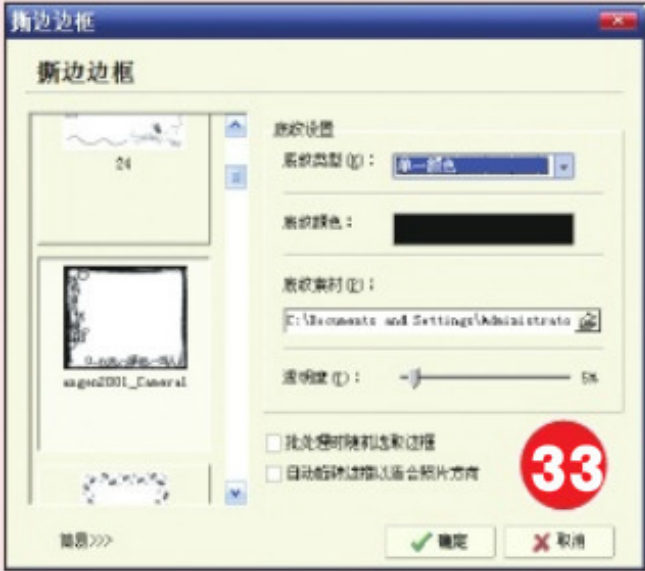 撕边边框
撕边边框
24
angen2001_Camera1
简易>>>
底纹设置
底纹类型(K):
单一颜色
底纹颜色:
底纹素材(P):
C:\Documents and Settings\Administrato
透明度(T):
5%
批处理时随机选取边框
自动旋转边框以适合照片方向
33
确定
取消